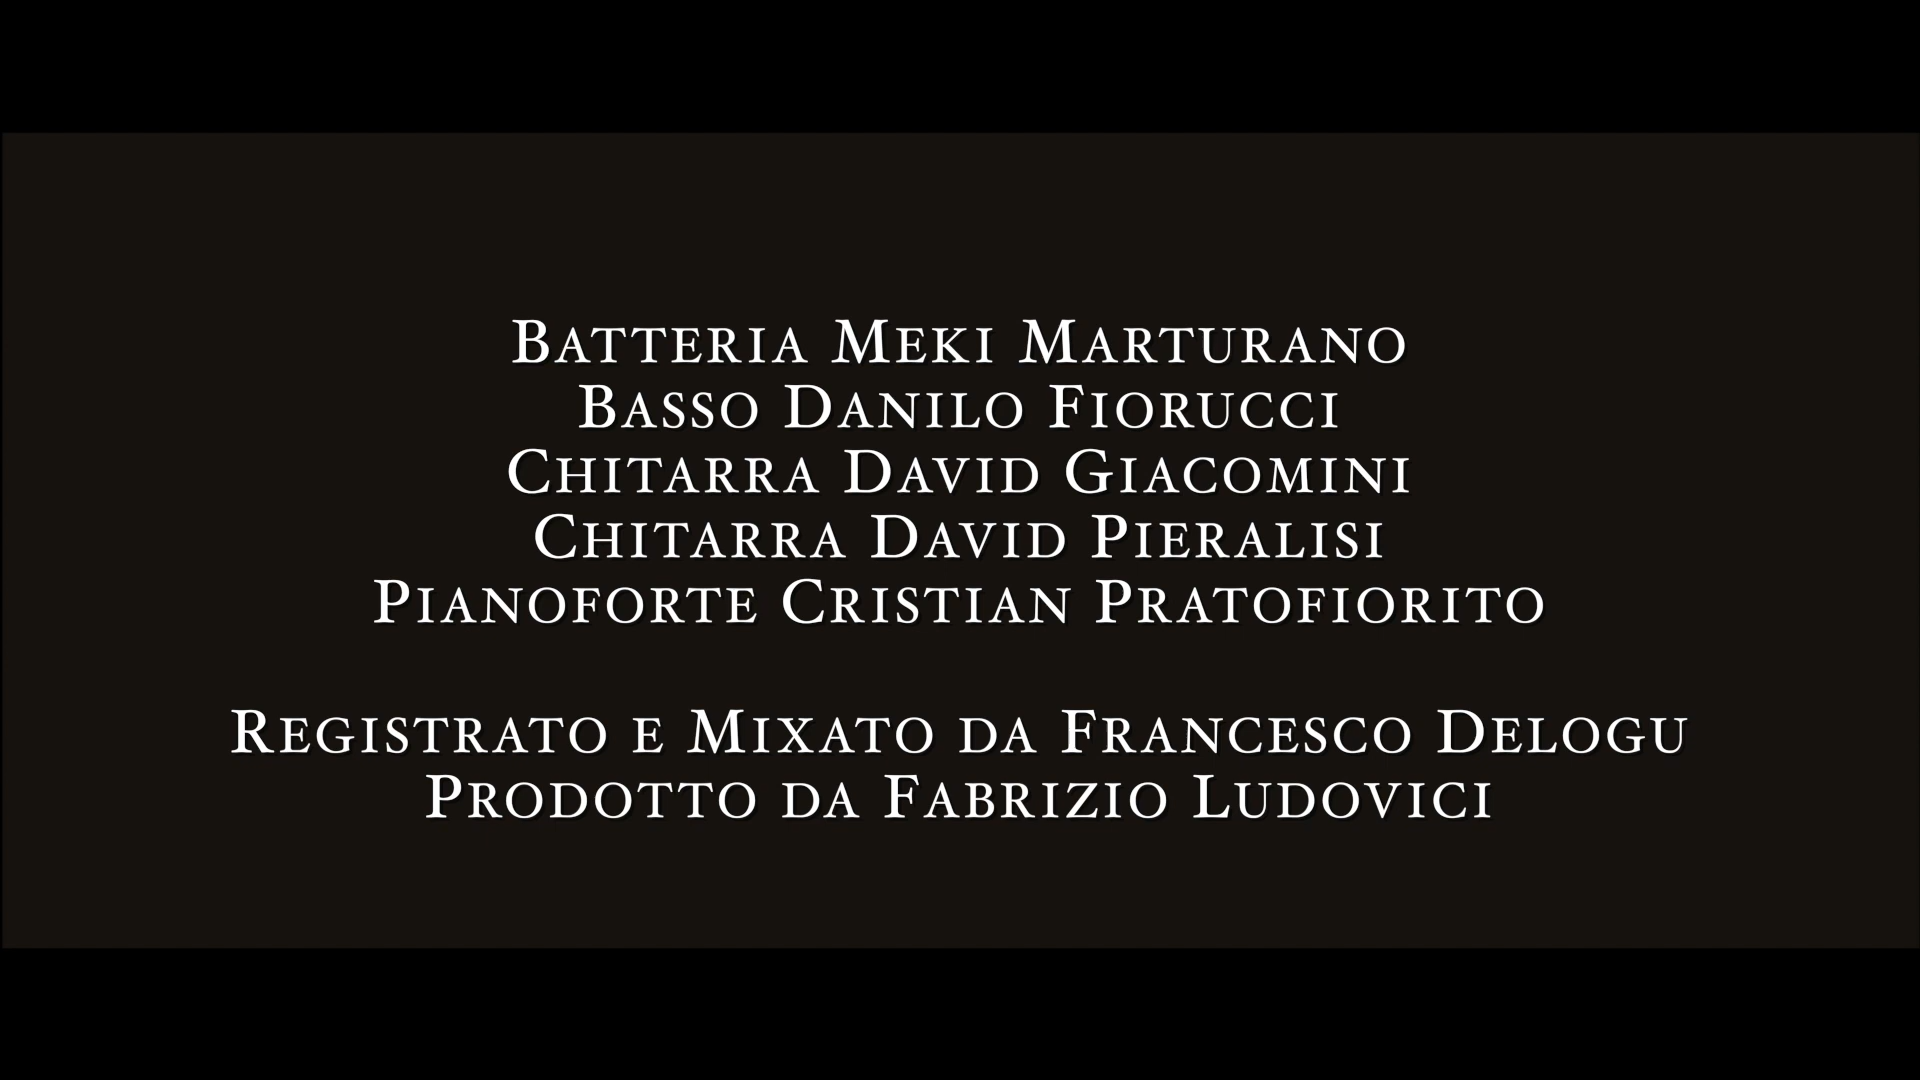 Batteria Meki Marturano
Basso Danilo Fiorucci
Chitarra David Giacomini
Chitarra David Pieralisi
Pianoforte Cristian Pratofiorito
Registrato e Mixato da Francesco Delogu
Prodotto da Fabrizio Ludovici